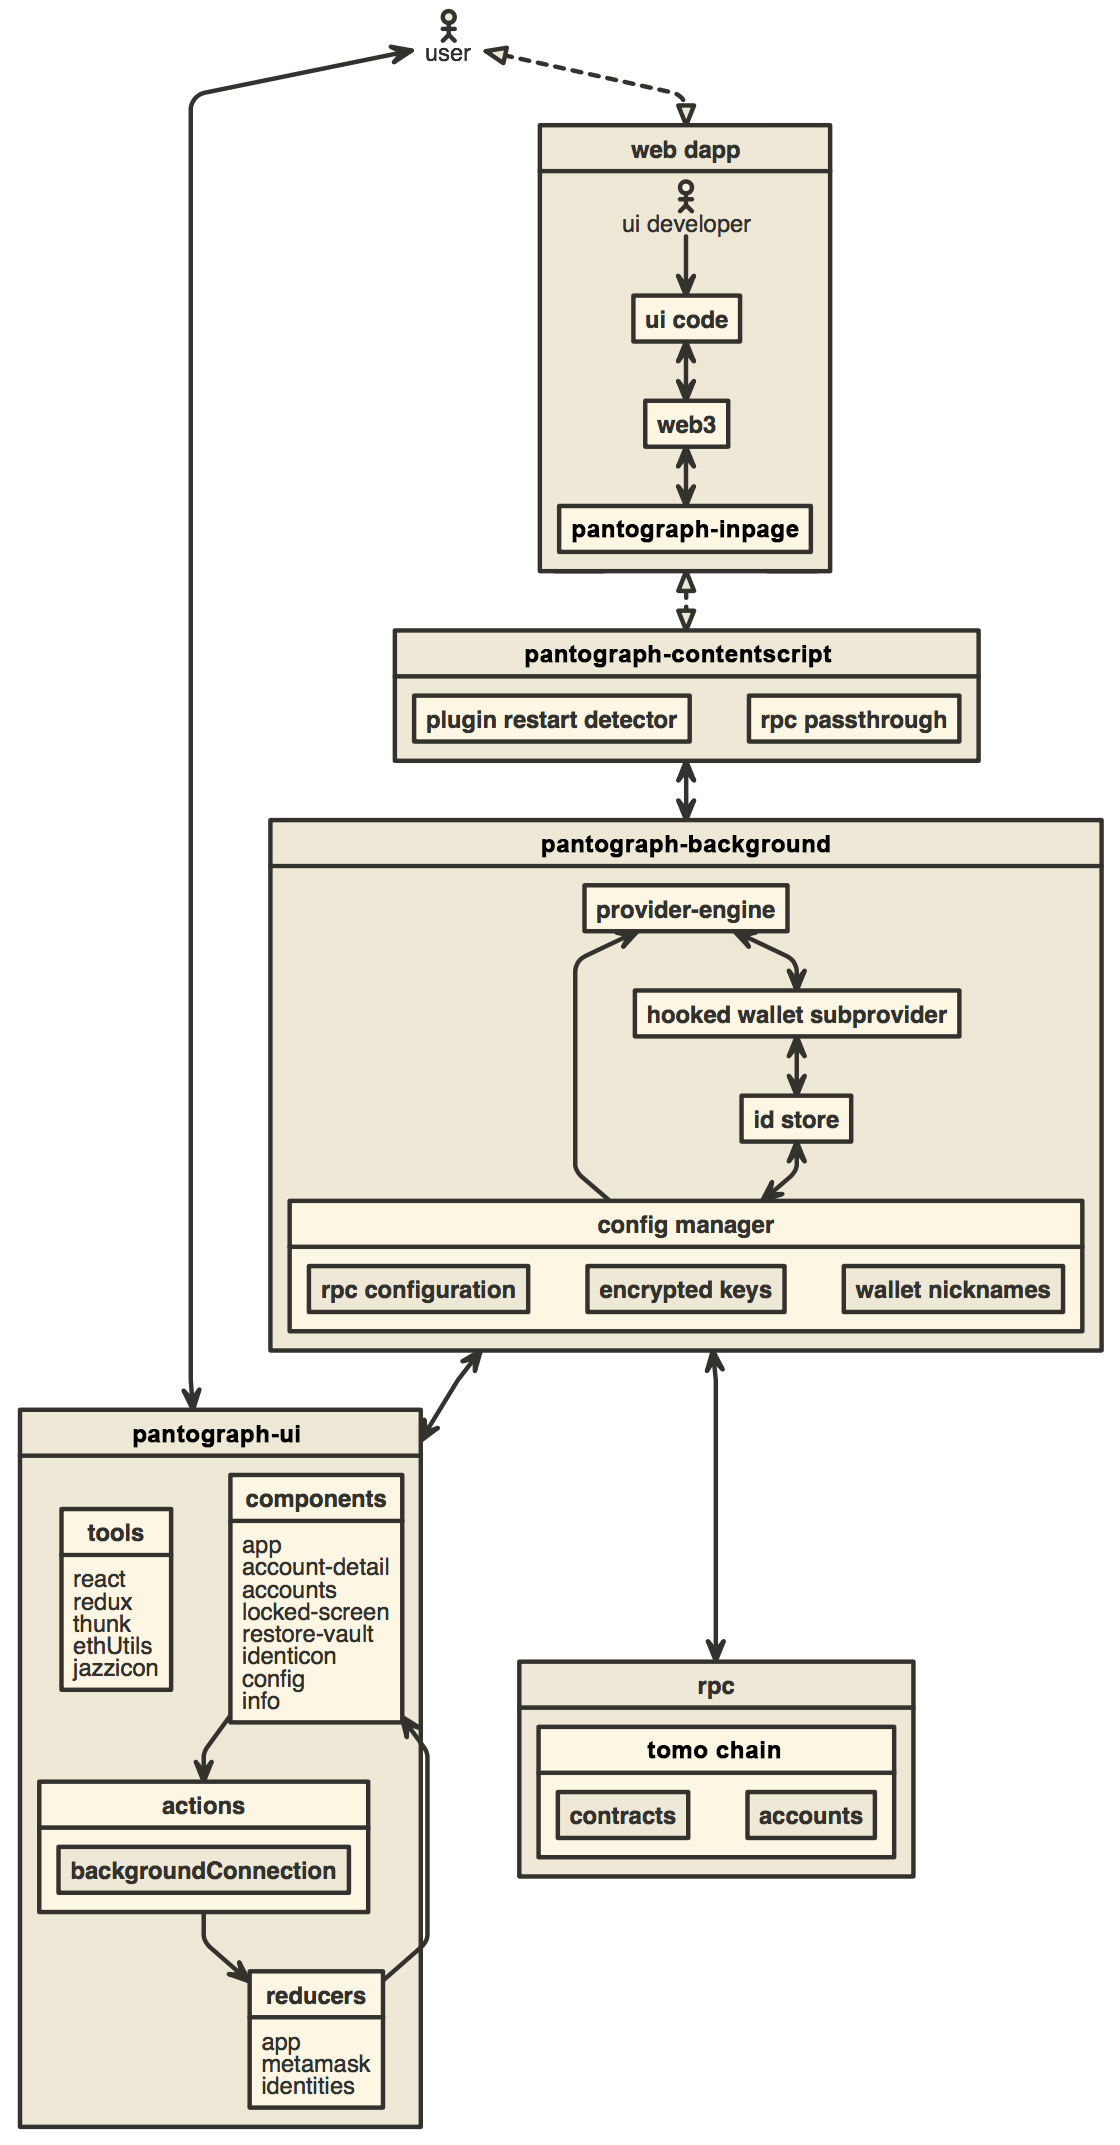 user
web dapp
ui developer
ui code
web3
pantograph-inpage
pantograph-contentscript
plugin restart detector
rpc passthrough
pantograph-background
provider-engine
hooked wallet subprovider
id store
config manager
rpc configuration
encrypted keys
wallet nicknames
pantograph-ui
tools
react
redux
thunk
ethUtils
jazzicon
components
app
account-detail
accounts
locked-screen
restore-vault
identicon
config
info
actions
backgroundConnection
reducers
app
metamask
identities
rpc
tomo chain
contracts
accounts